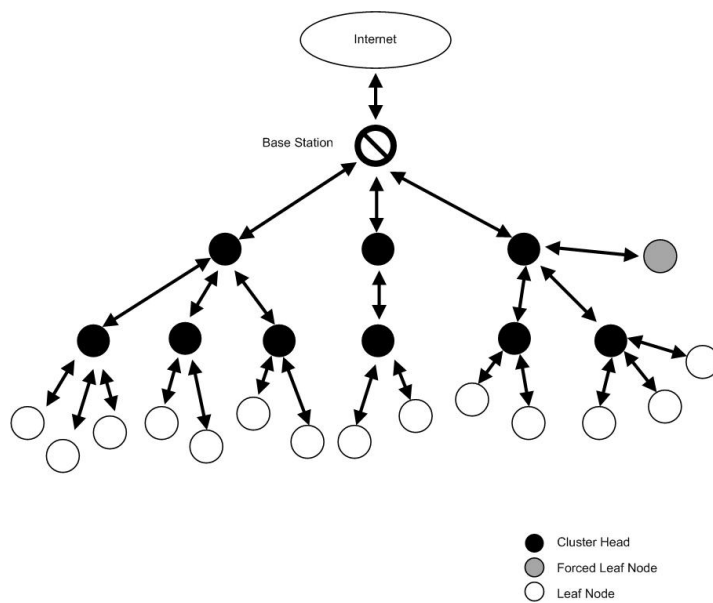 Internet
Base Station
Cluster Head
Forced Leaf Node
Leaf Node